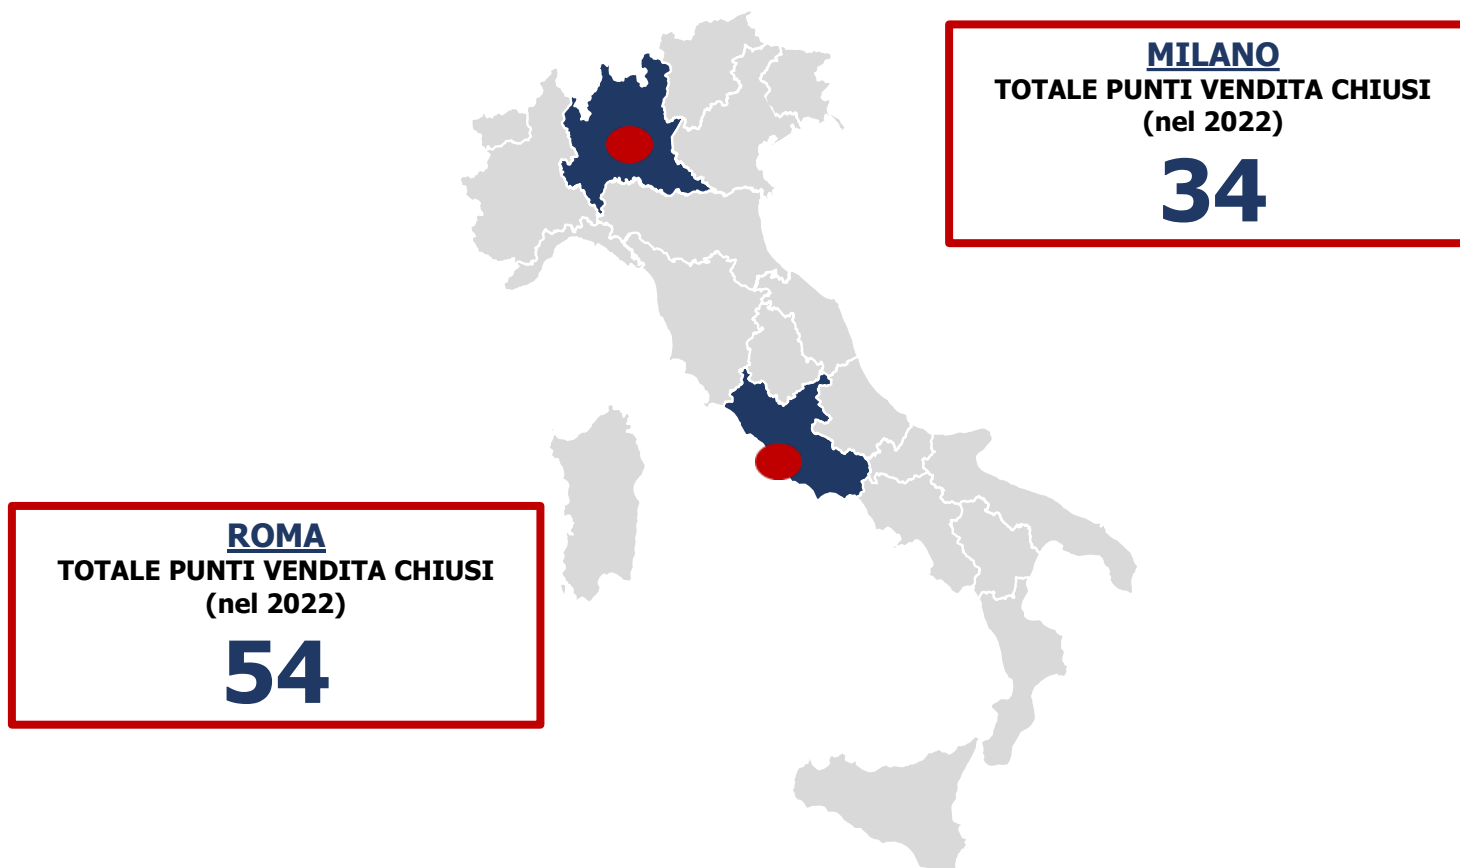 MILANO
TOTALE PUNTI VENDITA CHIUSI
(nel 2022)
34
ROMA
TOTALE PUNTI VENDITA CHIUSI
(nel 2022)
54